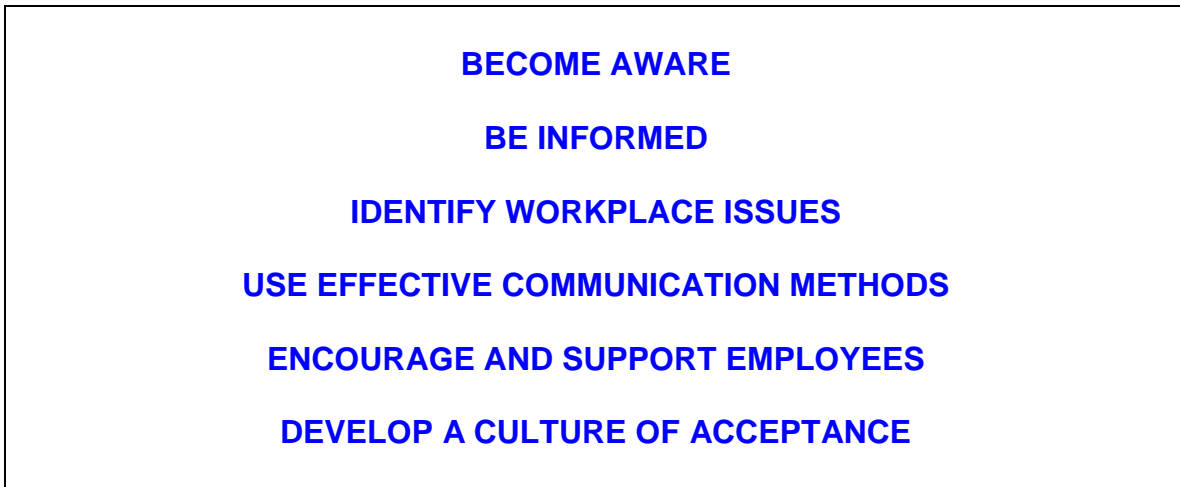 BECOME AWARE
BE INFORMED
IDENTIFY WORKPLACE ISSUES
USE EFFECTIVE COMMUNICATION METHODS
ENCOURAGE AND SUPPORT EMPLOYEES
DEVELOP A CULTURE OF ACCEPTANCE